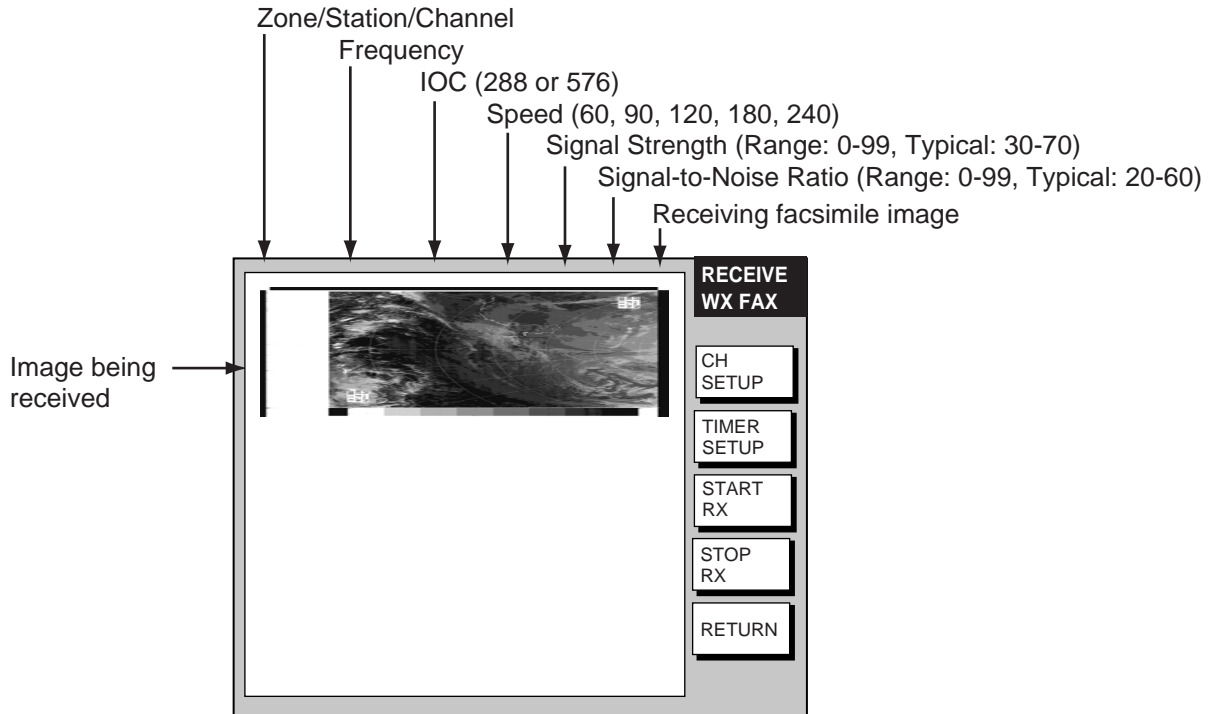 Zone/Station/Channel
Frequency
IOC (288 or 576)
Speed (60, 90, 120, 180, 240)
Signal Strength (Range: 0-99, Typical: 30-70)
Signal-to-Noise Ratio (Range: 0-99, Typical: 20-60)
Receiving facsimile image
RECEIVE
WX FAX
Image being
received
CH
SETUP
TIMER
SETUP
START
RX
STOP
RX
RETURN